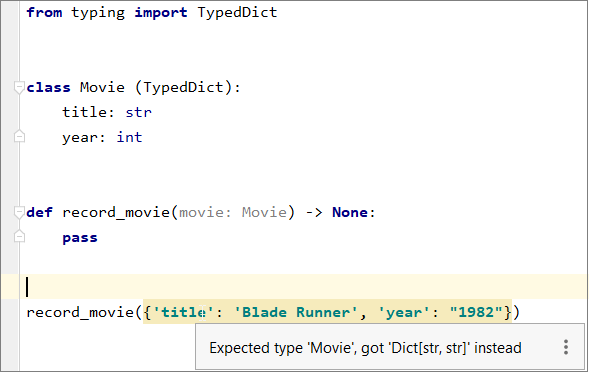 from typing import TypedDict
class Movie (TypedDict):
title: str
year: int
def record_movie(movie: Movie) -> None:
pass
record_movie({'title': 'Blade Runner', 'year': "1982"})
Expected type 'Movie', got 'Dict[str, str]' instead